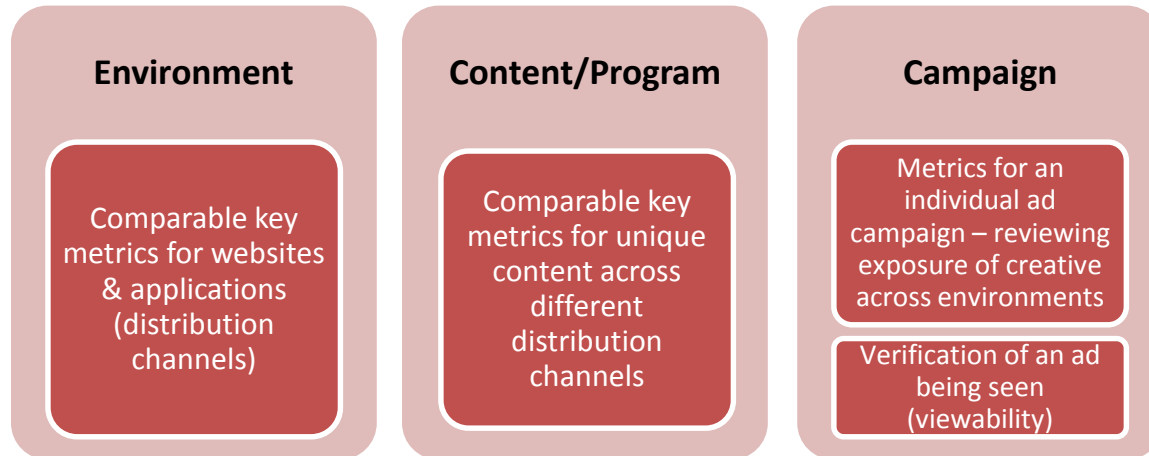 Environment
Comparable key
metrics for websites
& applications
(distribution
channels)
Content/Program
Comparable key
metrics for unique
content across
different
distribution
channels
Campaign
Metrics for an
individual ad
campaign – reviewing
exposure of creative
across environments
Verification of an ad
being seen
(viewability)